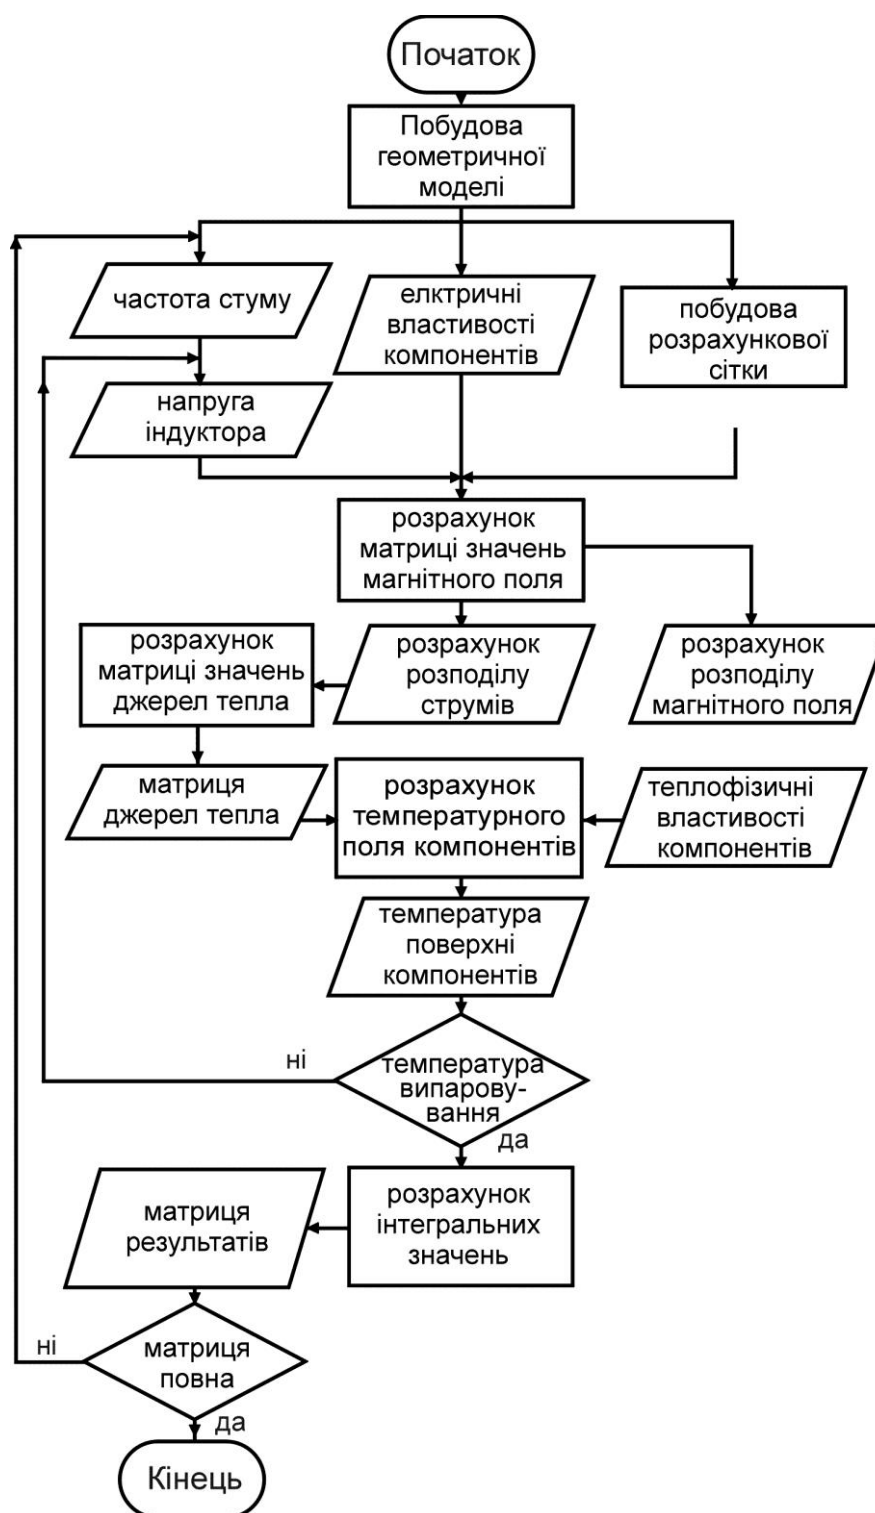 Початок
Побудова
геометричної
моделі
частота стуму
елктричні
властивості
компонентів
побудова
розрахункової
сітки
напруга
індуктора
розрахунок
матриці значень
магнітного поля
розрахунок
матриці значень
джерел тепла
розрахунок
розподілу
струмів
розрахунок
розподілу
магнітного поля
матриця
джерел тепла
розрахунок
температурного
поля компонентів
теплофізичні
властивості
компонентів
температура
поверхні
компонентів
ні
температура
випарову-
вання
да
матриця
результатів
розрахунок
інтегральних
значень
ні
матриця
повна
да
Кінець